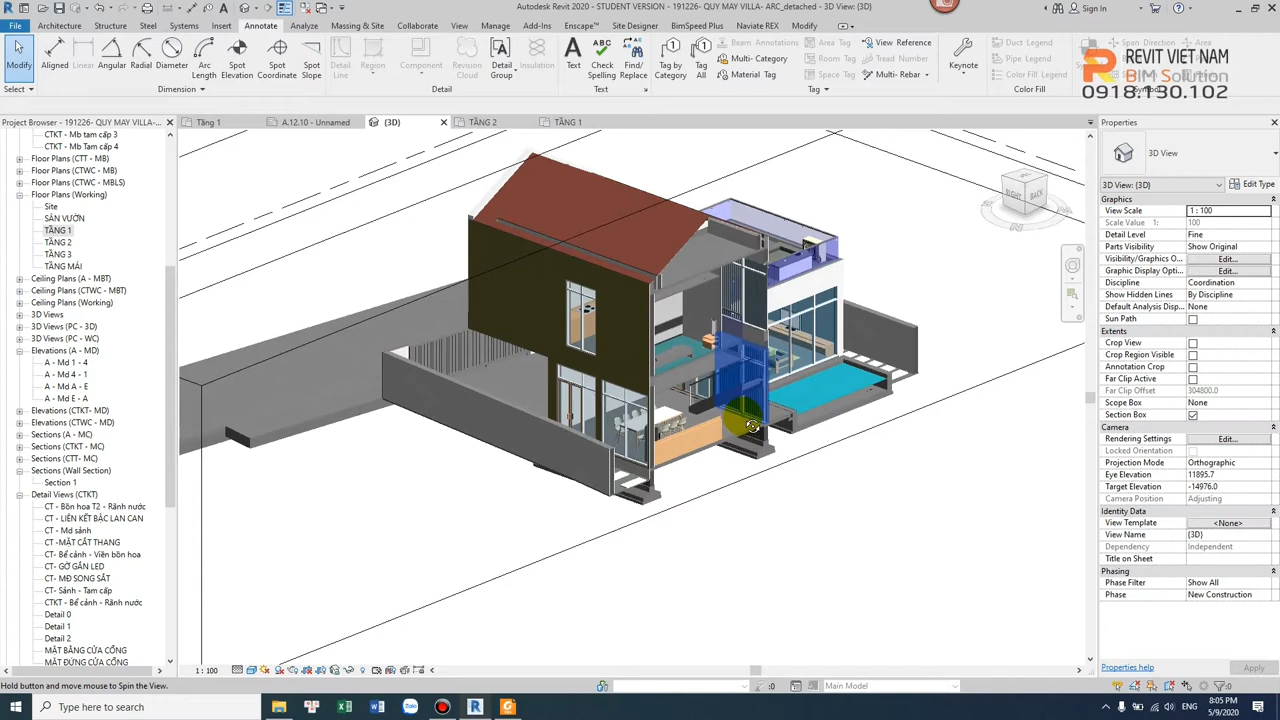 Autodesk Revit 2020 - STUDENT VERSION - 191226- QUY MAY VILLA- ARC_detached - 3D View: {3D}
Sign In
File Architecture Structure Steel Systems Insert Annotate Analyze Massing & Site Collaborate View Manage Add-Ins Enscape™ Site Designer BimSpeed Plus Naviate REX Modify
Modify
Aligned Linear Angular Radial Diameter Arc Length Spot Elevation Spot Coordinate Spot Slope
Detail Line Region Component Revision Cloud Detail Group Insulation
Text Check Spelling Find/ Replace
Tag by Category Tag All
Beam Annotations
Multi- Category
Material Tag
Area Tag
Room Tag
Space Tag
View Reference
Tread Number
Multi- Rebar
Keynote
Duct Legend
Pipe Legend
Color Fill Legend
Span Direction
REVIT VIET NAM
BIM Solution
0918.130.102
Select Dimension Detail Text Tag Color Fill
Project Browser - 191226- QUY MAY VILLA-...
Tầng 1
A.12.10 - Unnamed
{3D}
TẦNG 2
TẦNG 1
Properties
CTKT - Mb tam cấp 3
CTKT - Mb tam cấp 4
Floor Plans (CTT - MB)
Floor Plans (CTWC - MB)
Floor Plans (CTWC - MBLS)
Floor Plans (Working)
Site
SÂN VƯỜN
TẦNG 1
TẦNG 2
TẦNG 3
TẦNG MÁI
Ceiling Plans (A - MBT)
Ceiling Plans (CTWC - MBT)
Ceiling Plans (Working)
3D Views
3D Views (PC - 3D)
3D Views (PC - WC)
Elevations (A - MD)
A - Md 1 - 4
A - Md 4 - 1
A - Md A - E
A - Md E - A
Elevations (CTKT- MD)
Elevations (CTWC - MD)
Sections (A - MC)
Sections (CTKT- MC)
Sections (CTT- MC)
Sections (Wall Section)
Section 1
Detail Views (CTKT)
CT - Bồn hoa T2 - Rãnh nước
CT - LIÊN KẾT BẬC LAN CAN
CT - Md sảnh
CT -MẶT CẮT THANG
CT- Bể cảnh - Viền bồn hoa
CT- GỜ GẮN LED
CT- MĐ SONG SẮT
CT- Sảnh - Tam cấp
CTKT - Bể cảnh - Rãnh nước
Detail 0
Detail 1
Detail 2
MẶT BẰNG CỬA CỔNG
MẶT ĐỨNG CỬA CỔNG
RIGHT BACK
3D View
3D View: {3D} Edit Type
Graphics
View Scale 1 : 100
Scale Value 1: 100
Detail Level Fine
Parts Visibility Show Original
Visibility/Graphics O... Edit...
Graphic Display Opti... Edit...
Discipline Coordination
Show Hidden Lines By Discipline
Default Analysis Disp... None
Sun Path
Extents
Crop View
Crop Region Visible
Annotation Crop
Far Clip Active
Far Clip Offset 304800.0
Scope Box None
Section Box
Camera
Rendering Settings Edit...
Locked Orientation
Projection Mode Orthographic
Eye Elevation 11895.7
Target Elevation -14976.0
Camera Position Adjusting
Identity Data
View Template <None>
View Name {3D}
Dependency Independent
Title on Sheet
Phasing
Phase Filter Show All
Phase New Construction
Properties help Apply
1 : 100
Hold button and move mouse to Spin the View.
:0
Main Model
:0
Type here to search
ENG
8:05 PM
5/9/2020